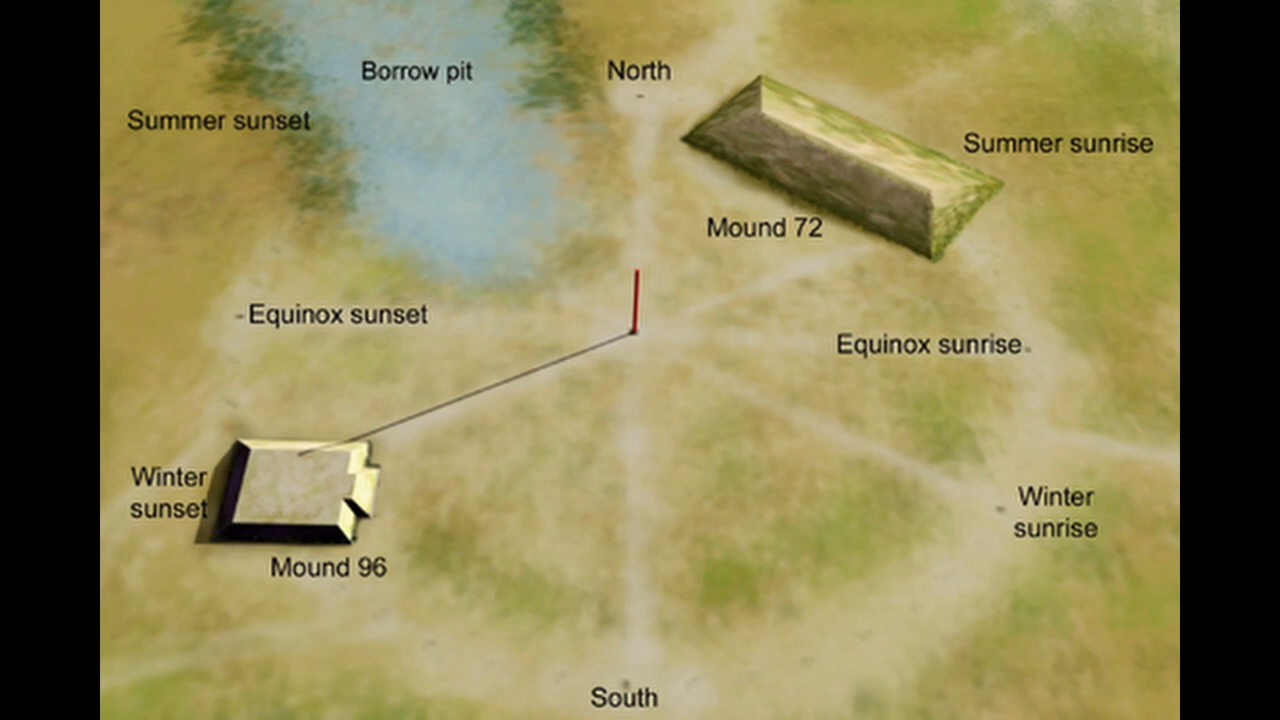 Borrow pit
North
Summer sunset
Summer sunrise
Mound 72
Equinox sunset
Equinox sunrise
Winter
sunset
Winter
sunrise
Mound 96
South